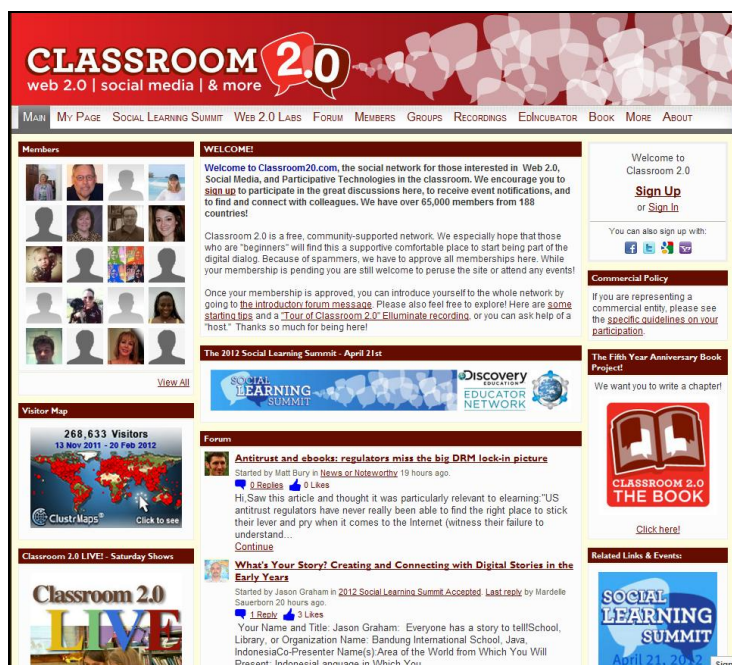 CLASSROOM 2.0
web 2.0 | social media | & more
Main My Page Social Learning Summit Web 2.0 Labs Forum Members Groups Recordings EdIncubator Book More About
Members
View All
Visitor Map
268,633 Visitors
13 Nov 2011 - 20 Feb 2012
ClustrMaps®
Click to see
Classroom 2.0 LIVE! - Saturday Shows
Classroom 2.0
LIVE
WELCOME!
Welcome to Classroom20.com, the social network for those interested in Web 2.0,
Social Media, and Participative Technologies in the classroom. We encourage you to
sign up to participate in the great discussions here, to receive event notifications, and
to find and connect with colleagues. We have over 65,000 members from 188
countries!
Classroom 2.0 is a free, community-supported network. We especially hope that those
who are "beginners" will find this a supportive comfortable place to start being part of the
digital dialog. Because of spammers, we have to approve all memberships here. While
your membership is pending you are still welcome to peruse the site or attend any events!
Once your membership is approved, you can introduce yourself to the whole network by
going to the introductory forum message. Please also feel free to explore! Here are some
starting tips and a "Tour of Classroom 2.0" Elluminate recording, or you can ask help of a
"host." Thanks so much for being here!
The 2012 Social Learning Summit - April 21st
SOCIAL
LEARNING
SUMMIT
Discovery
EDUCATION
EDUCATOR
NETWORK
Forum
Antitrust and ebooks: regulators miss the big DRM lock-in picture
Started by Matt Bury in News or Noteworthy 19 hours ago.
0 Replies 0 Likes
Hi,Saw this article and thought it was particularly relevant to elearning:"US
antitrust regulators have never really been able to find the right place to stick
their lever and pry when it comes to the Internet (witness their failure to
understand…
Continue
What's Your Story? Creating and Connecting with Digital Stories in the
Early Years
Started by Jason Graham in 2012 Social Learning Summit Accepted. Last reply by Mardelle
Sauerborn 20 hours ago.
1 Reply 3 Likes
Your Name and Title: Jason Graham: Everyone has a story to tell!School,
Library, or Organization Name: Bandung International School, Java,
IndonesiaCo-Presenter Name(s):Area of the World from Which You Will
Present: IndonesiaLanguage in Which You
Welcome to
Classroom 2.0
Sign Up
or Sign In
You can also sign up with:
Commercial Policy
If you are representing a
commercial entity, please see
the specific guidelines on your
participation.
The Fifth Year Anniversary Book
Project!
We want you to write a chapter!
CLASSROOM 2.0
THE BOOK
Click here!
Related Links & Events:
SOCIAL
LEARNING
SUMMIT
April 21, 2012
Sign